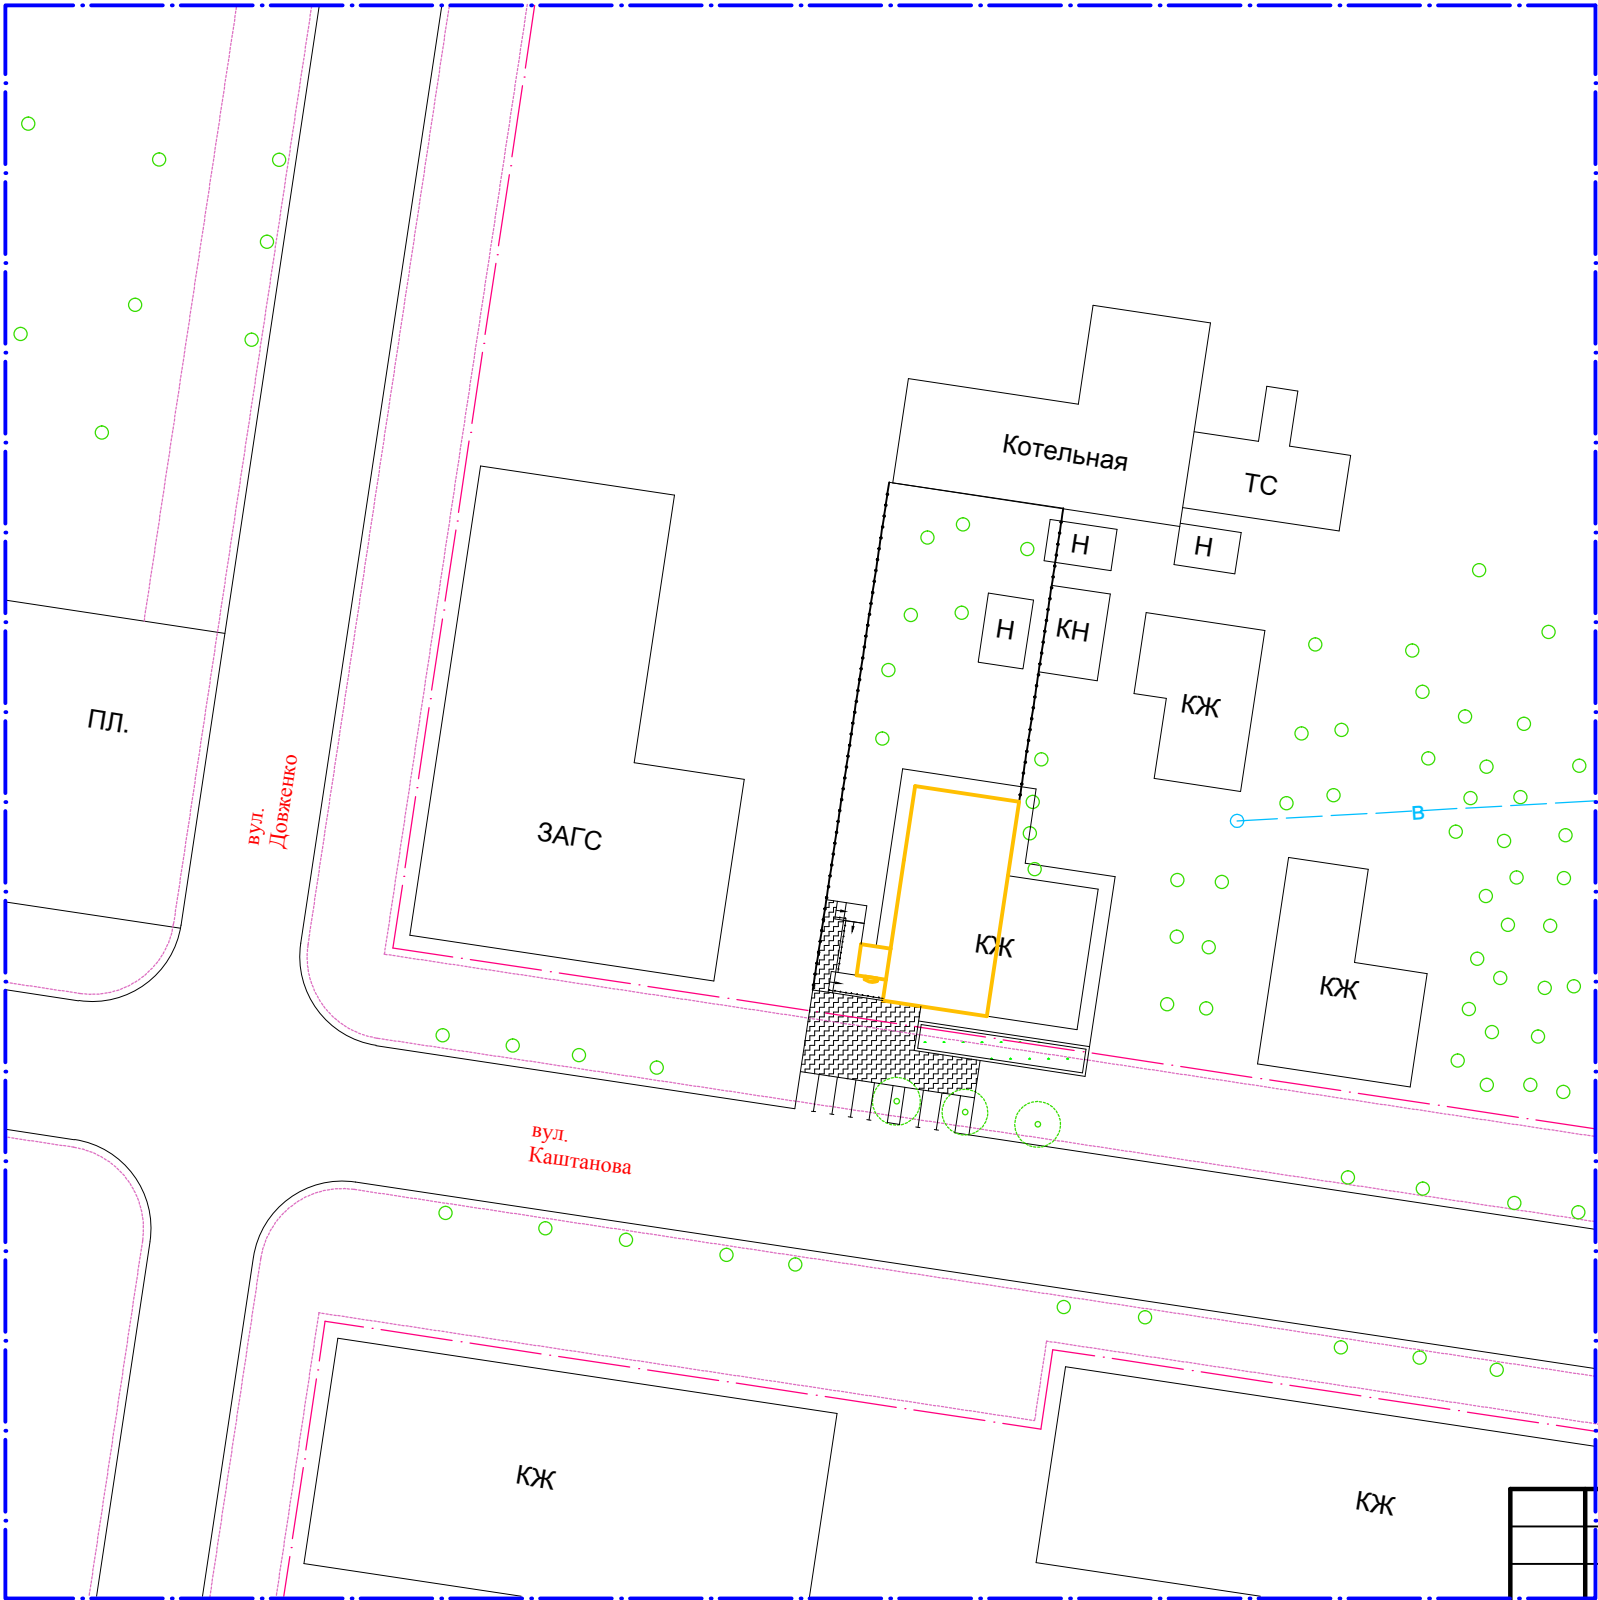 Котельная
ТС
Н
Н
Н
КН
КЖ
ПЛ.
вул.
Довженко
ЗАГС
В
КЖ
КЖ
вул.
Каштанова
КЖ
КЖ